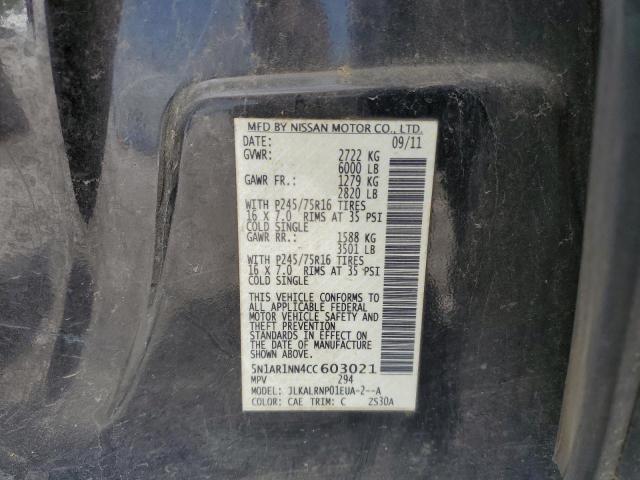 MFD BY NISSAN MOTOR CO., LTD.
DATE: 09/11
GVWR: 2722 KG
6000 LB
GAWR FR.: 1279 KG
2820 LB
WITH P245/75R16 TIRES
16 X 7.0 RIMS AT 35 PSI
COLD SINGLE
GAWR RR.: 1588 KG
3501 LB
WITH P245/75R16 TIRES
16 X 7.0 RIMS AT 35 PSI
COLD SINGLE
THIS VEHICLE CONFORMS TO
ALL APPLICABLE FEDERAL
MOTOR VEHICLE SAFETY AND
THEFT PREVENTION
STANDARDS IN EFFECT ON
THE DATE OF MANUFACTURE
SHOWN ABOVE.
5N1AR1NN4CC603021
MPV 294
MODEL: JLKALRNP01EUA-2--A
COLOR: CAE TRIM: C 2S30A